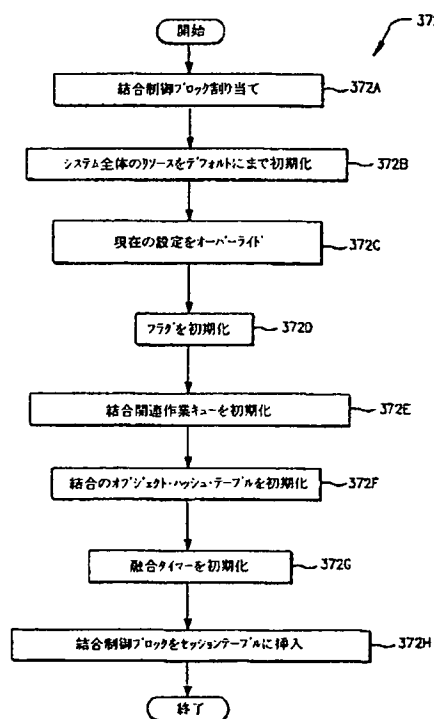 開始
372
結合制御ブロック割り当て
372A
システム全体のリソースをデフォルトにまで初期化
372B
現在の設定をオーバーライド
372C
フラグを初期化
372D
結合関連作業キューを初期化
372E
結合のオブジェクト・ハッシュ・テーブルを初期化
372F
融合タイマーを初期化
372G
結合制御ブロックをセッションテーブルに挿入
372H
終了